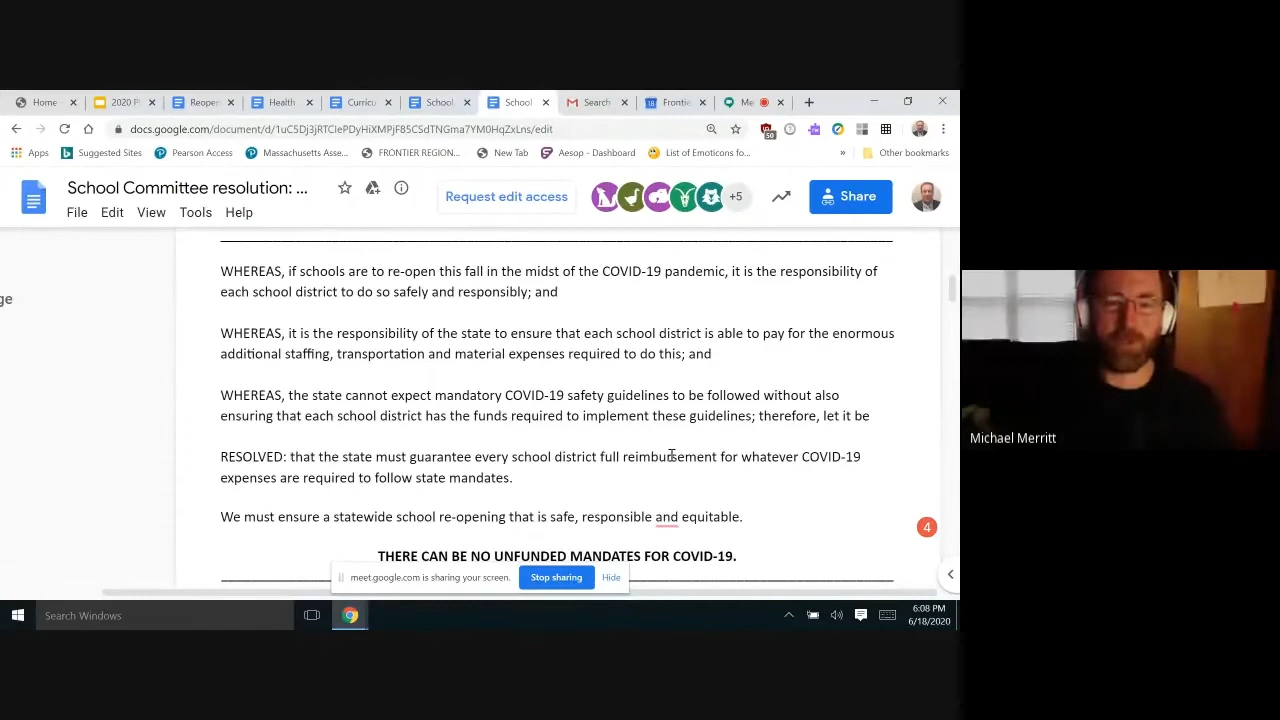 Home
2020 P
Reoper
Health
Curricu
School
School
Search
Frontie
Me
docs.google.com/document/d/1uC5Dj3jRTCIePDyHiXMPjF85CSdTNGma7YM0HqZxLns/edit
50
Apps
Suggested Sites
Pearson Access
Massachusetts Asse...
FRONTIER REGION...
New Tab
Aesop - Dashboard
List of Emoticons fo...
»
Other bookmarks
School Committee resolution: ...
Request edit access
+5
Share
File Edit View Tools Help
ge
WHEREAS, if schools are to re-open this fall in the midst of the COVID-19 pandemic, it is the responsibility of
each school district to do so safely and responsibly; and
WHEREAS, it is the responsibility of the state to ensure that each school district is able to pay for the enormous
additional staffing, transportation and material expenses required to do this; and
WHEREAS, the state cannot expect mandatory COVID-19 safety guidelines to be followed without also
ensuring that each school district has the funds required to implement these guidelines; therefore, let it be
RESOLVED: that the state must guarantee every school district full reimbursement for whatever COVID-19
expenses are required to follow state mandates.
We must ensure a statewide school re-opening that is safe, responsible and equitable.
4
THERE CAN BE NO UNFUNDED MANDATES FOR COVID-19.
meet.google.com is sharing your screen.
Stop sharing
Hide
Search Windows
6:08 PM
6/18/2020
Michael Merritt